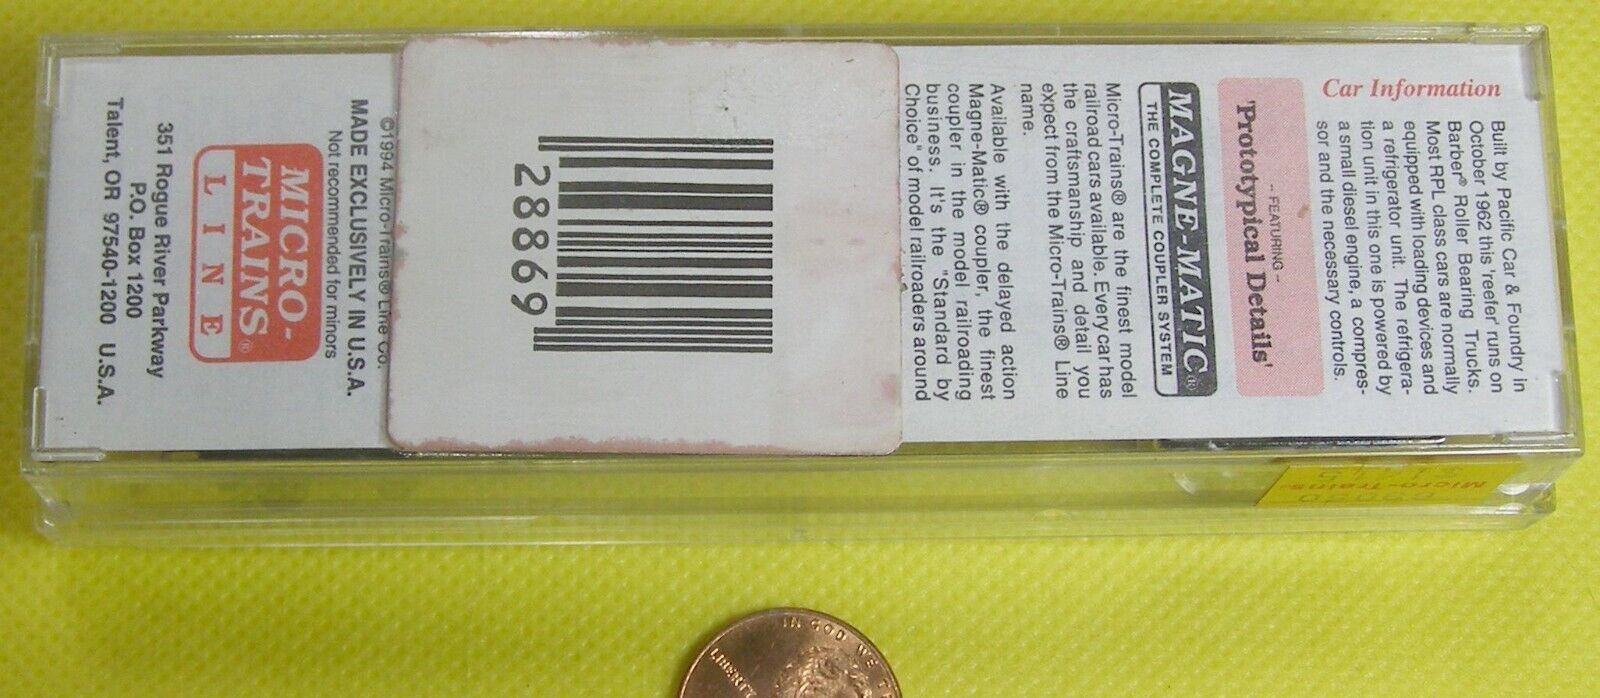 Car Information
Built by Pacific Car & Foundry in
October 1962 this 'reefer' runs on
Barber® Roller Bearing Trucks.
Most RPL class cars are normally
equipped with loading devices and
a refrigerator unit. The refrigera-
tion unit in this one is powered by
a small diesel engine, a compres-
sor and the necessary controls.
-- FEATURING --
'Prototypical Details'
MAGNE-MATIC®
THE COMPLETE COUPLER SYSTEM
Micro-Trains® are the finest model
railroad cars available. Every car has
the craftsmanship and detail you
expect from the Micro-Trains® Line
name.
Available with the delayed action
Magne-Matic® coupler, the finest
coupler in the model railroading
business. It's the "Standard by
Choice" of model railroaders around
28869
©1994 Micro-Trains® Line Co.
MADE EXCLUSIVELY IN U.S.A.
Not recommended for minors
MICRO-
TRAINS®
LINE
351 Rogue River Parkway
P.O. Box 1200
Talent, OR 97540-1200 U.S.A.
Micro-Trains
IN GOD WE
LIBERTY